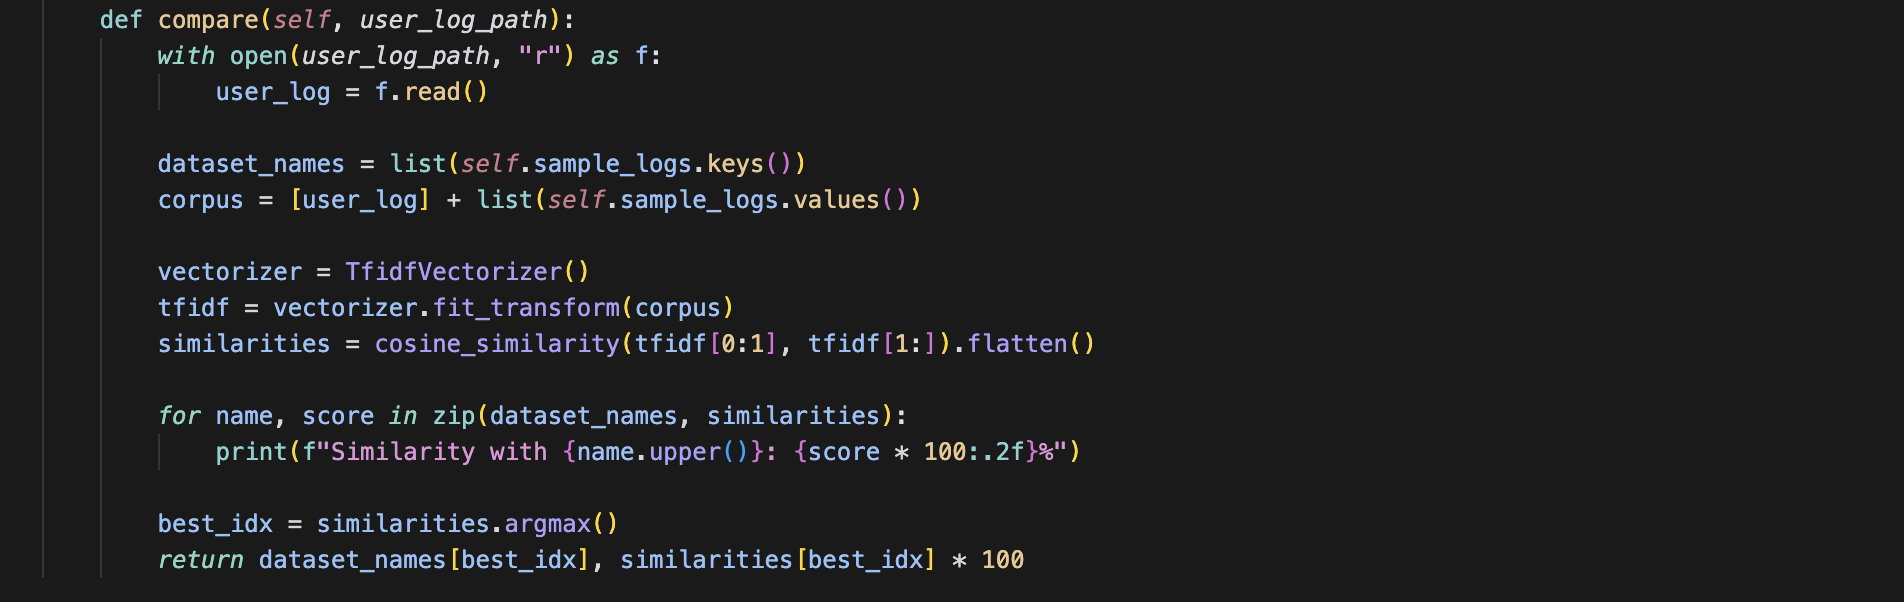 def compare(self, user_log_path):
    with open(user_log_path, "r") as f:
        user_log = f.read()

    dataset_names = list(self.sample_logs.keys())
    corpus = [user_log] + list(self.sample_logs.values())

    vectorizer = TfidfVectorizer()
    tfidf = vectorizer.fit_transform(corpus)
    similarities = cosine_similarity(tfidf[0:1], tfidf[1:]).flatten()

    for name, score in zip(dataset_names, similarities):
        print(f"Similarity with {name.upper()}: {score * 100:.2f}%")

    best_idx = similarities.argmax()
    return dataset_names[best_idx], similarities[best_idx] * 100